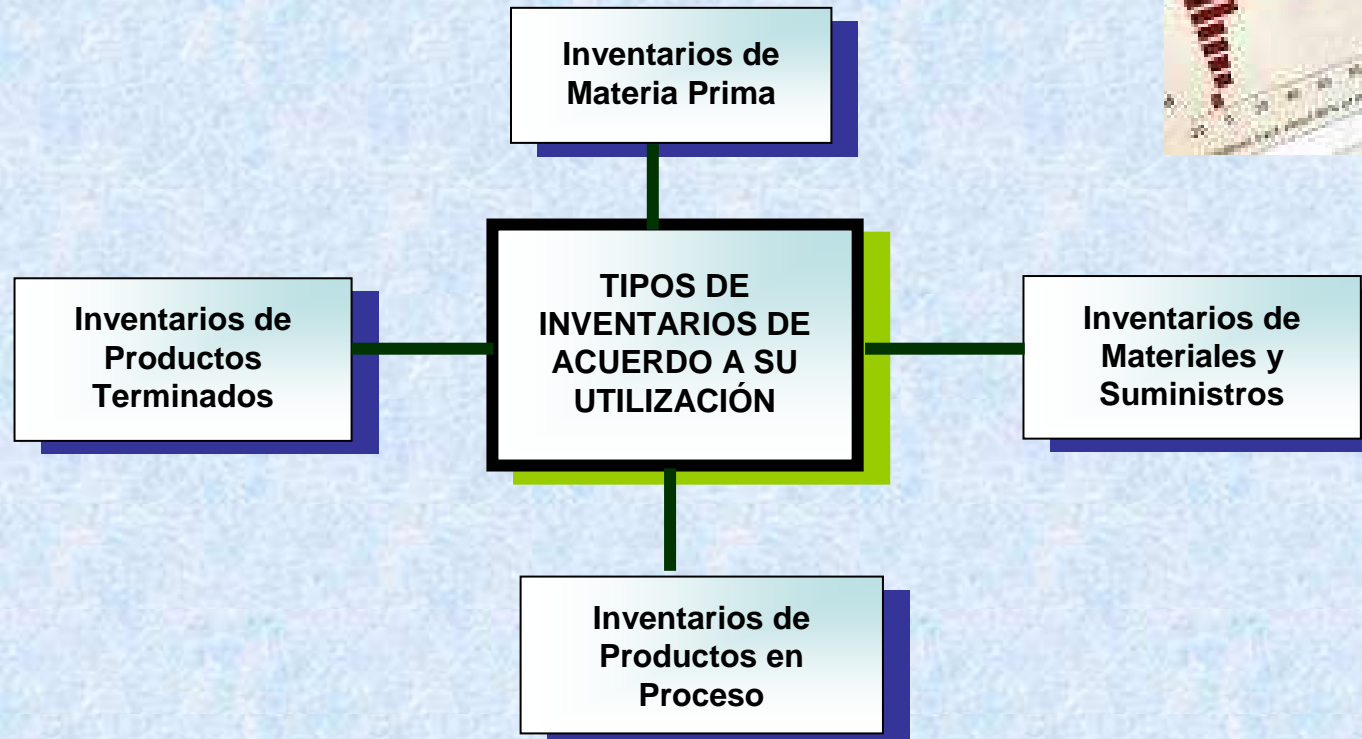 Inventarios de
Materia Prima
TIPOS DE
INVENTARIOS DE
ACUERDO A SU
UTILIZACIÓN
Inventarios de
Productos
Terminados
Inventarios de
Materiales y
Suministros
Inventarios de
Productos en
Proceso